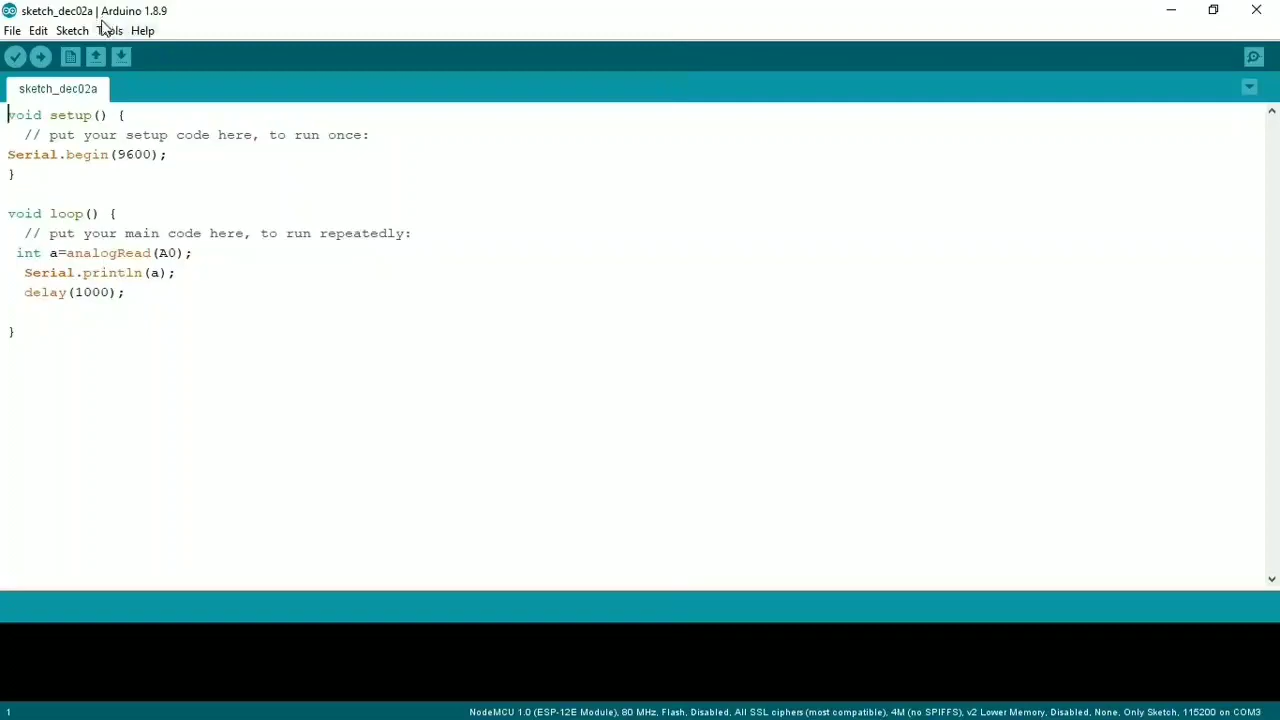 sketch_dec02a | Arduino 1.8.9
File Edit Sketch Tools Help
sketch_dec02a
void setup() {
  // put your setup code here, to run once:
Serial.begin(9600);
}
void loop() {
  // put your main code here, to run repeatedly:
 int a=analogRead(A0);
  Serial.println(a);
  delay(1000);
}
1
NodeMCU 1.0 (ESP-12E Module), 80 MHz, Flash, Disabled, All SSL ciphers (most compatible), 4M (no SPIFFS), v2 Lower Memory, Disabled, None, Only Sketch, 115200 on COM3